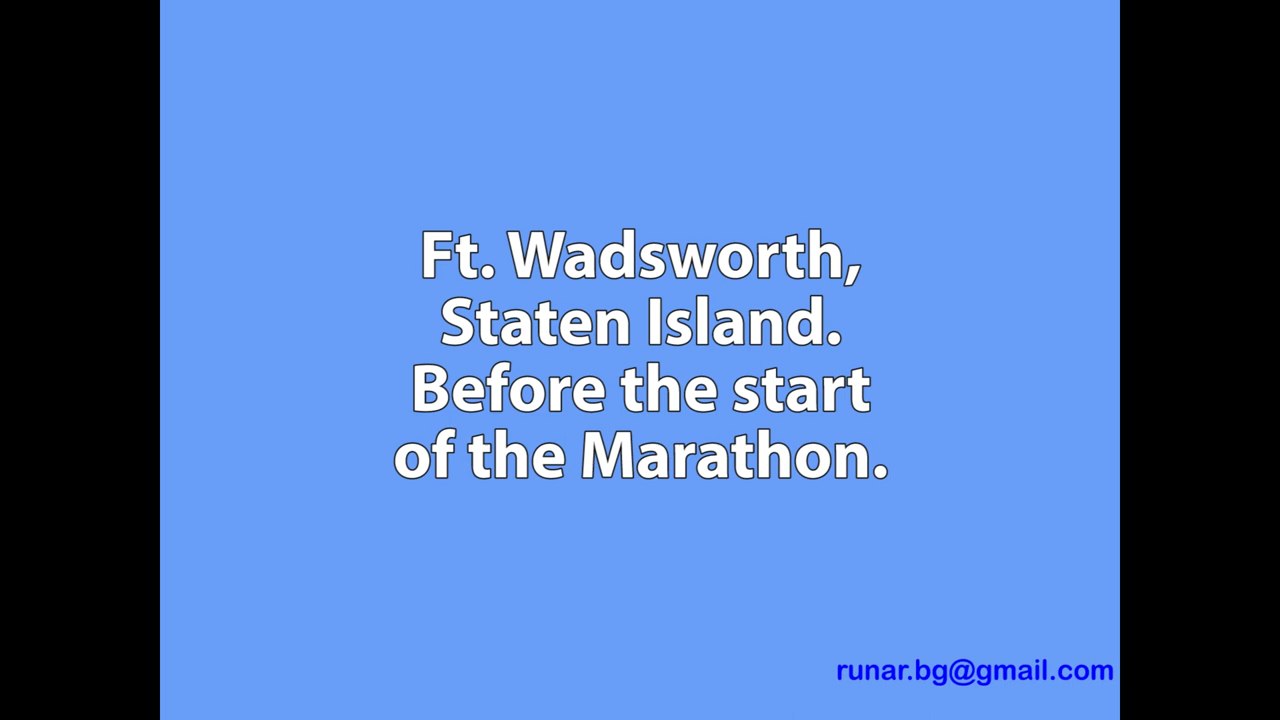 Ft. Wadsworth,
Staten Island.
Before the start
of the Marathon.
runar.bg@gmail.com